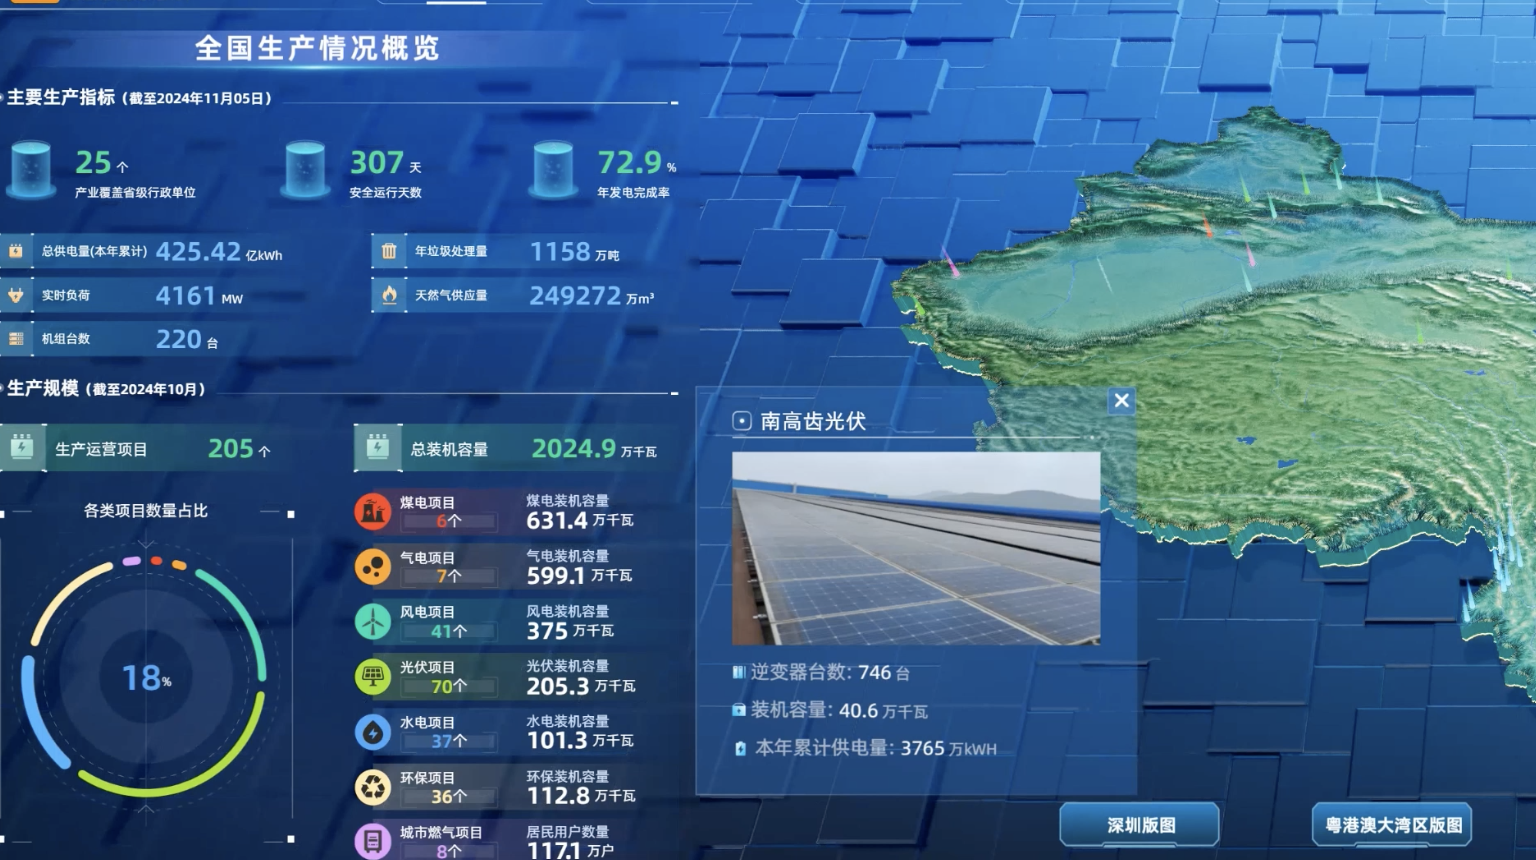 全国生产情况概览
主要生产指标（截至2024年11月05日）
25 个
产业覆盖省级行政单位
307 天
安全运行天数
72.9 %
年发电完成率
总供电量(本年累计) 425.42 亿kWh
年垃圾处理量 1158 万吨
实时负荷 4161 MW
天然气供应量 249272 万m³
机组台数 220 台
生产规模（截至2024年10月）
生产运营项目 205 个
总装机容量 2024.9 万千瓦
各类项目数量占比
18%
煤电项目
6个
煤电装机容量
631.4 万千瓦
气电项目
7个
气电装机容量
599.1 万千瓦
风电项目
41个
风电装机容量
375 万千瓦
光伏项目
70个
光伏装机容量
205.3 万千瓦
水电项目
37个
水电装机容量
101.3 万千瓦
环保项目
36个
环保装机容量
112.8 万千瓦
城市燃气项目
8个
居民用户数量
117.1 万户
南高齿光伏
逆变器台数: 746 台
装机容量: 40.6 万千瓦
本年累计供电量: 3765 万kWH
深圳版图
粤港澳大湾区版图